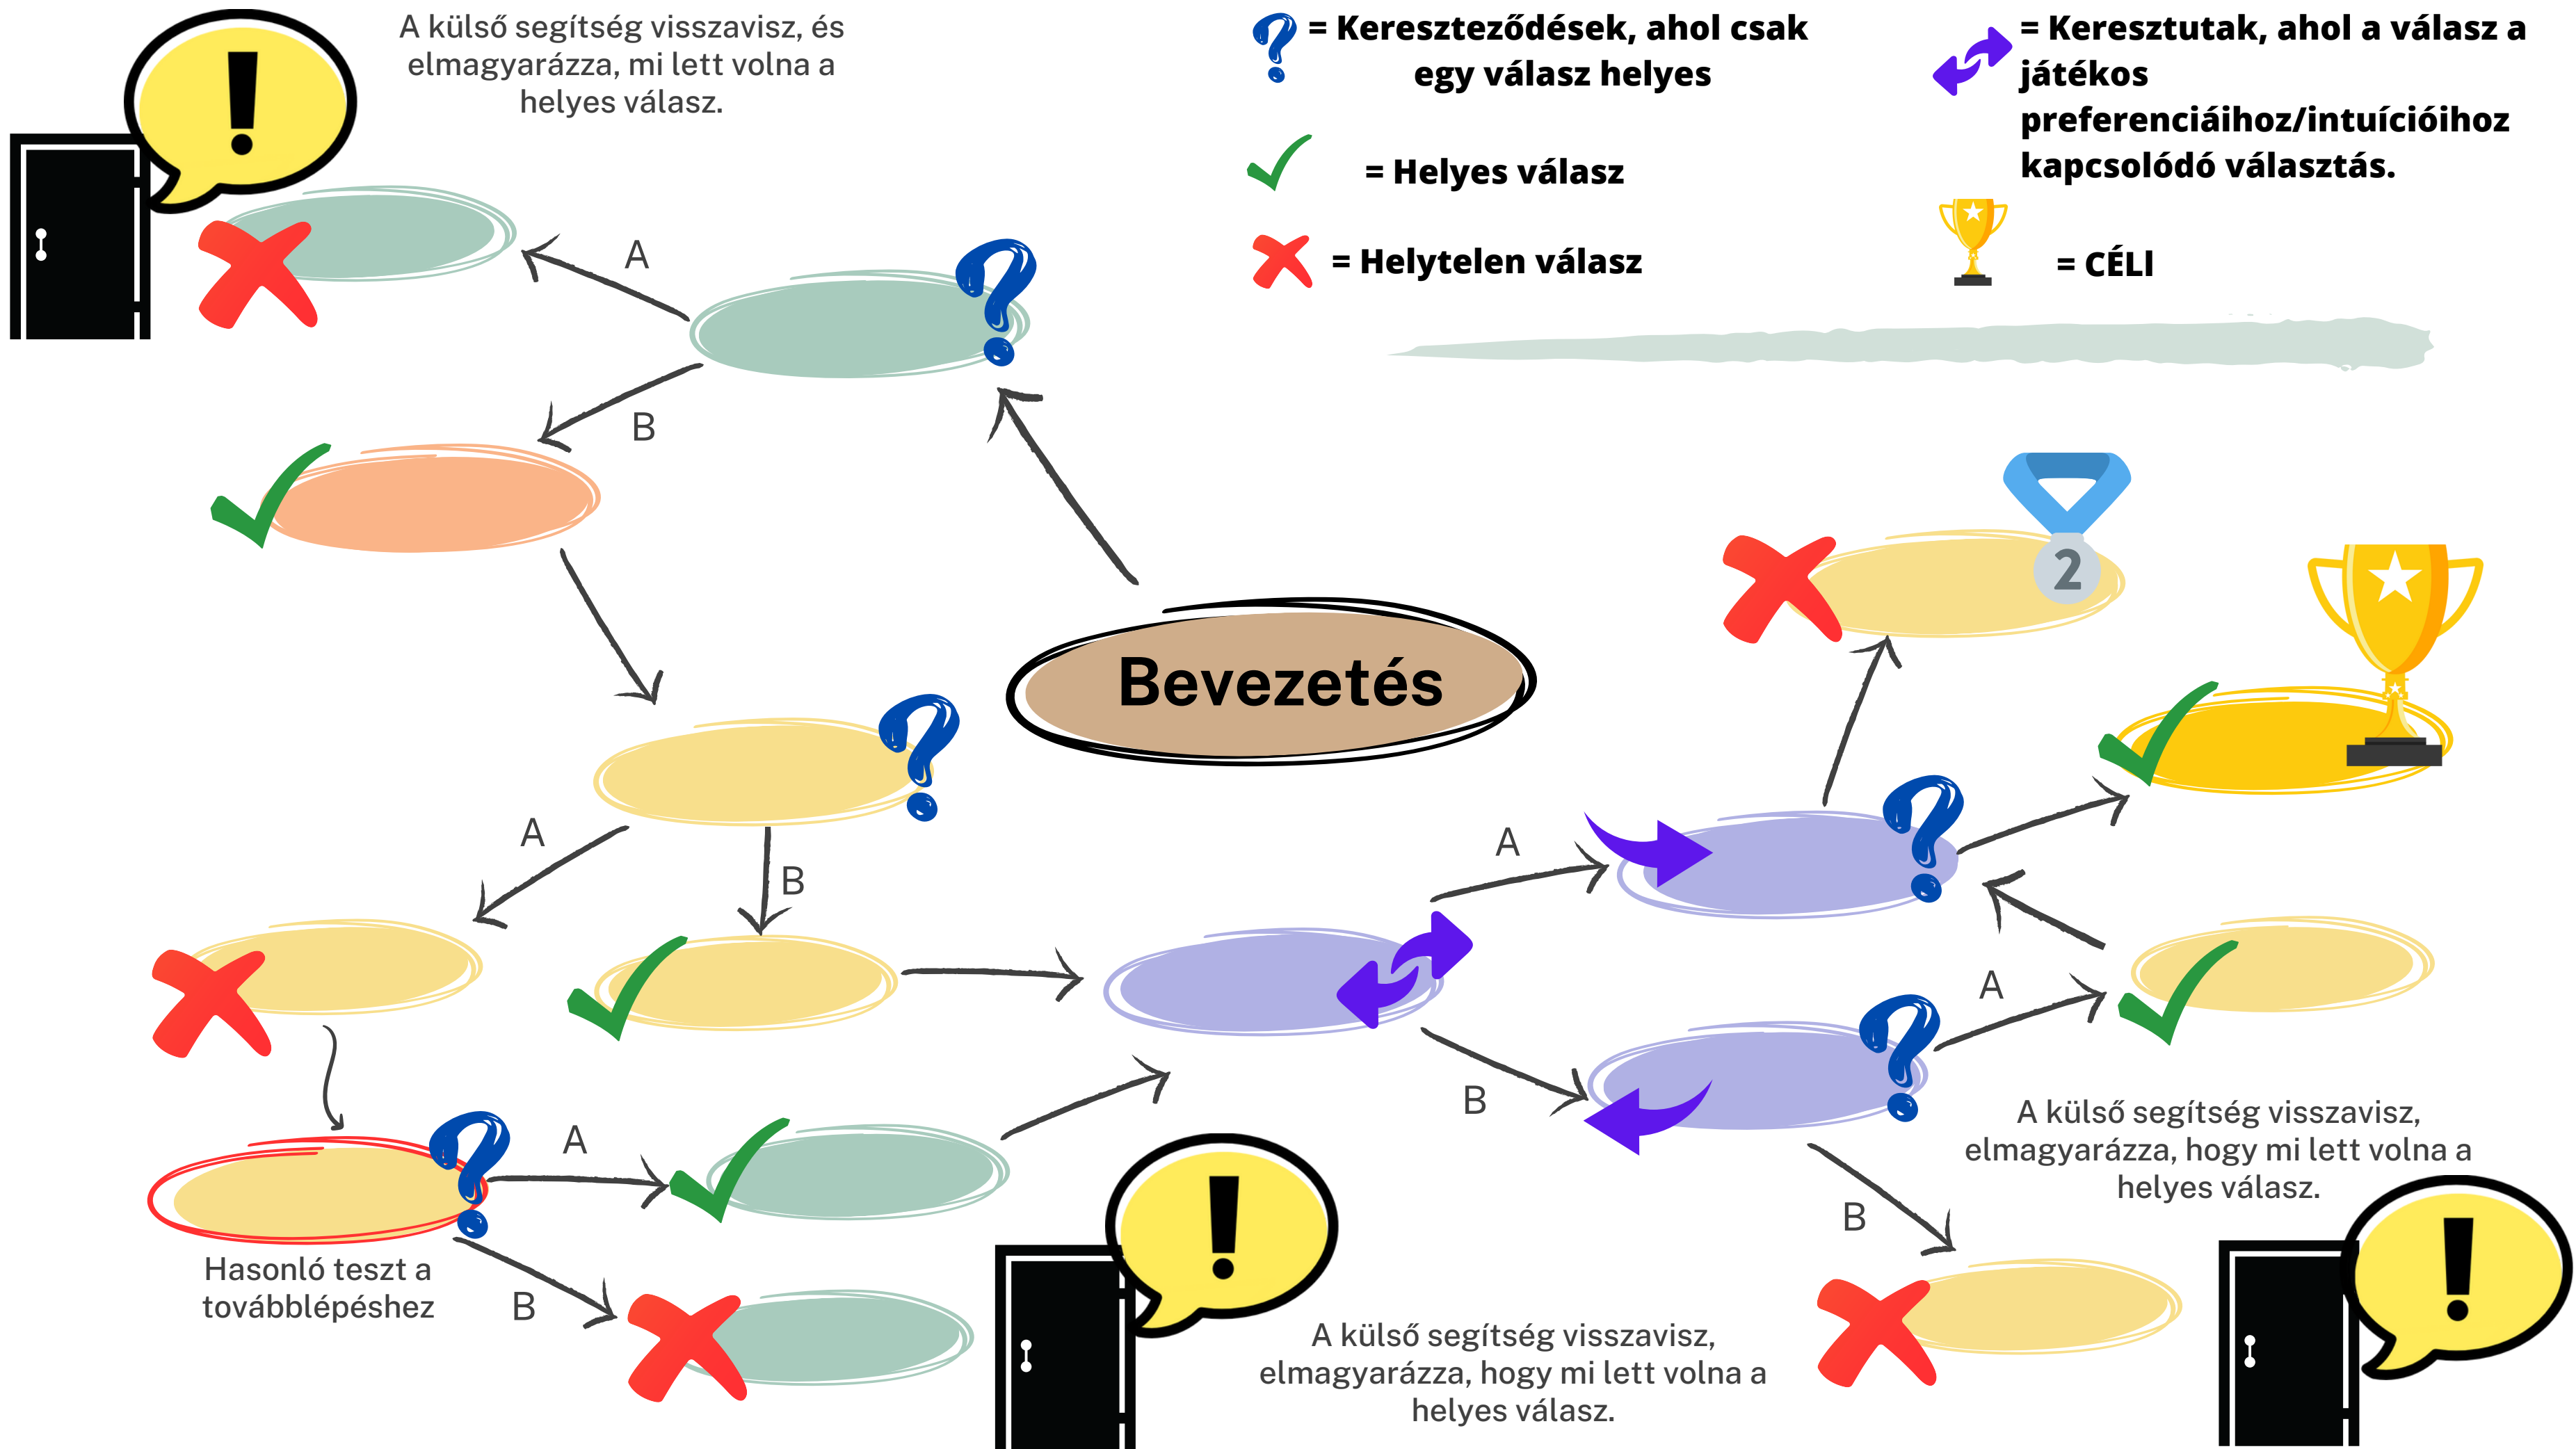 A külső segítség visszavisz, és
elmagyarázza, mi lett volna a
helyes válasz.
= Kereszteződések, ahol csak
egy válasz helyes
= Helyes válasz
= Helytelen válasz
= Keresztutak, ahol a válasz a
játékos
preferenciáihoz/intuícióihoz
kapcsolódó választás.
= CÉLl
A
B
Bevezetés
2
A
B
A
B
A
B
Hasonló teszt a
továbblépéshez
A
B
A külső segítség visszavisz,
elmagyarázza, hogy mi lett volna a
helyes válasz.
A külső segítség visszavisz,
elmagyarázza, hogy mi lett volna a
helyes válasz.